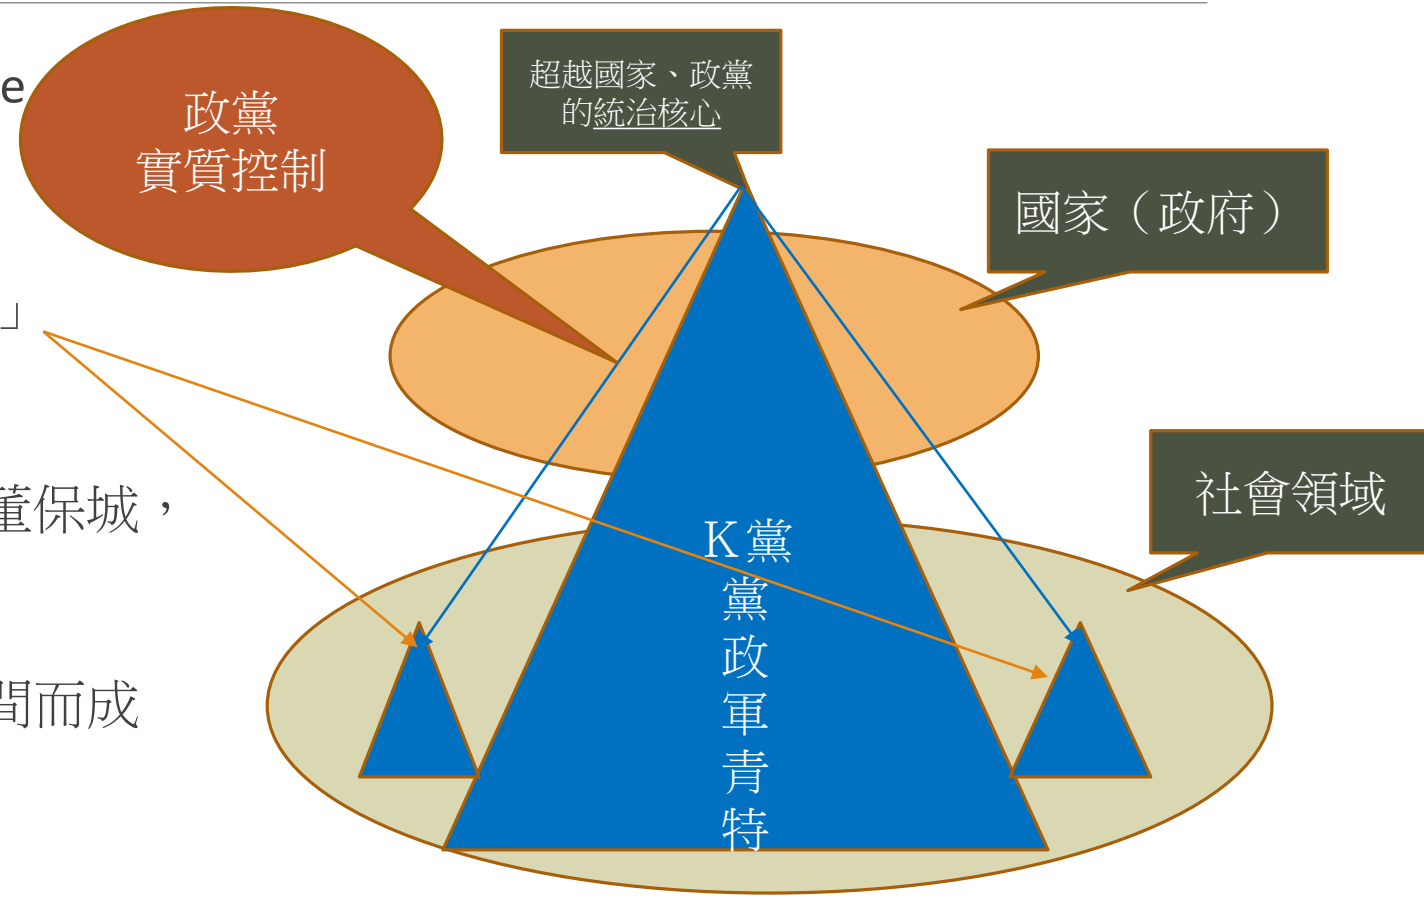 e
政黨
實質控制
超越國家、政黨
的統治核心
國家（政府）
」
社會領域
董保城，
間而成
K黨
黨
政
軍
青
特